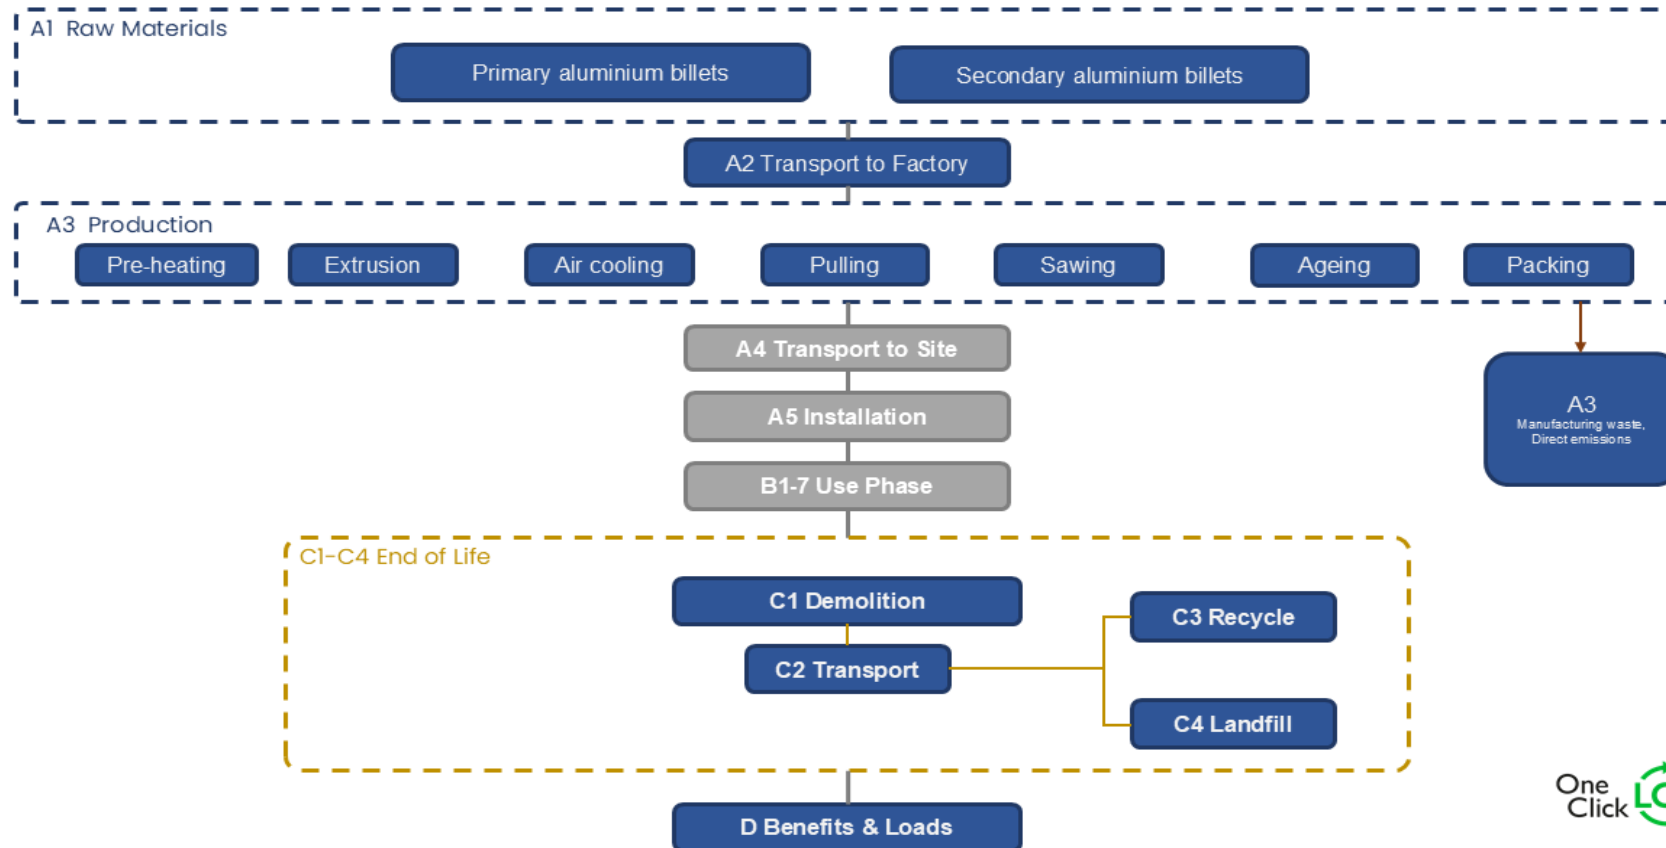 A1 Raw Materials
Primary aluminium billets
Secondary aluminium billets
A2 Transport to Factory
A3 Production
Pre-heating
Extrusion
Air cooling
Pulling
Sawing
Ageing
Packing
A4 Transport to Site
A3
Manufacturing waste,
Direct emissions
A5 Installation
B1-7 Use Phase
C1-C4 End of Life
C1 Demolition
C3 Recycle
C2 Transport
C4 Landfill
One
Click
D Benefits & Loads